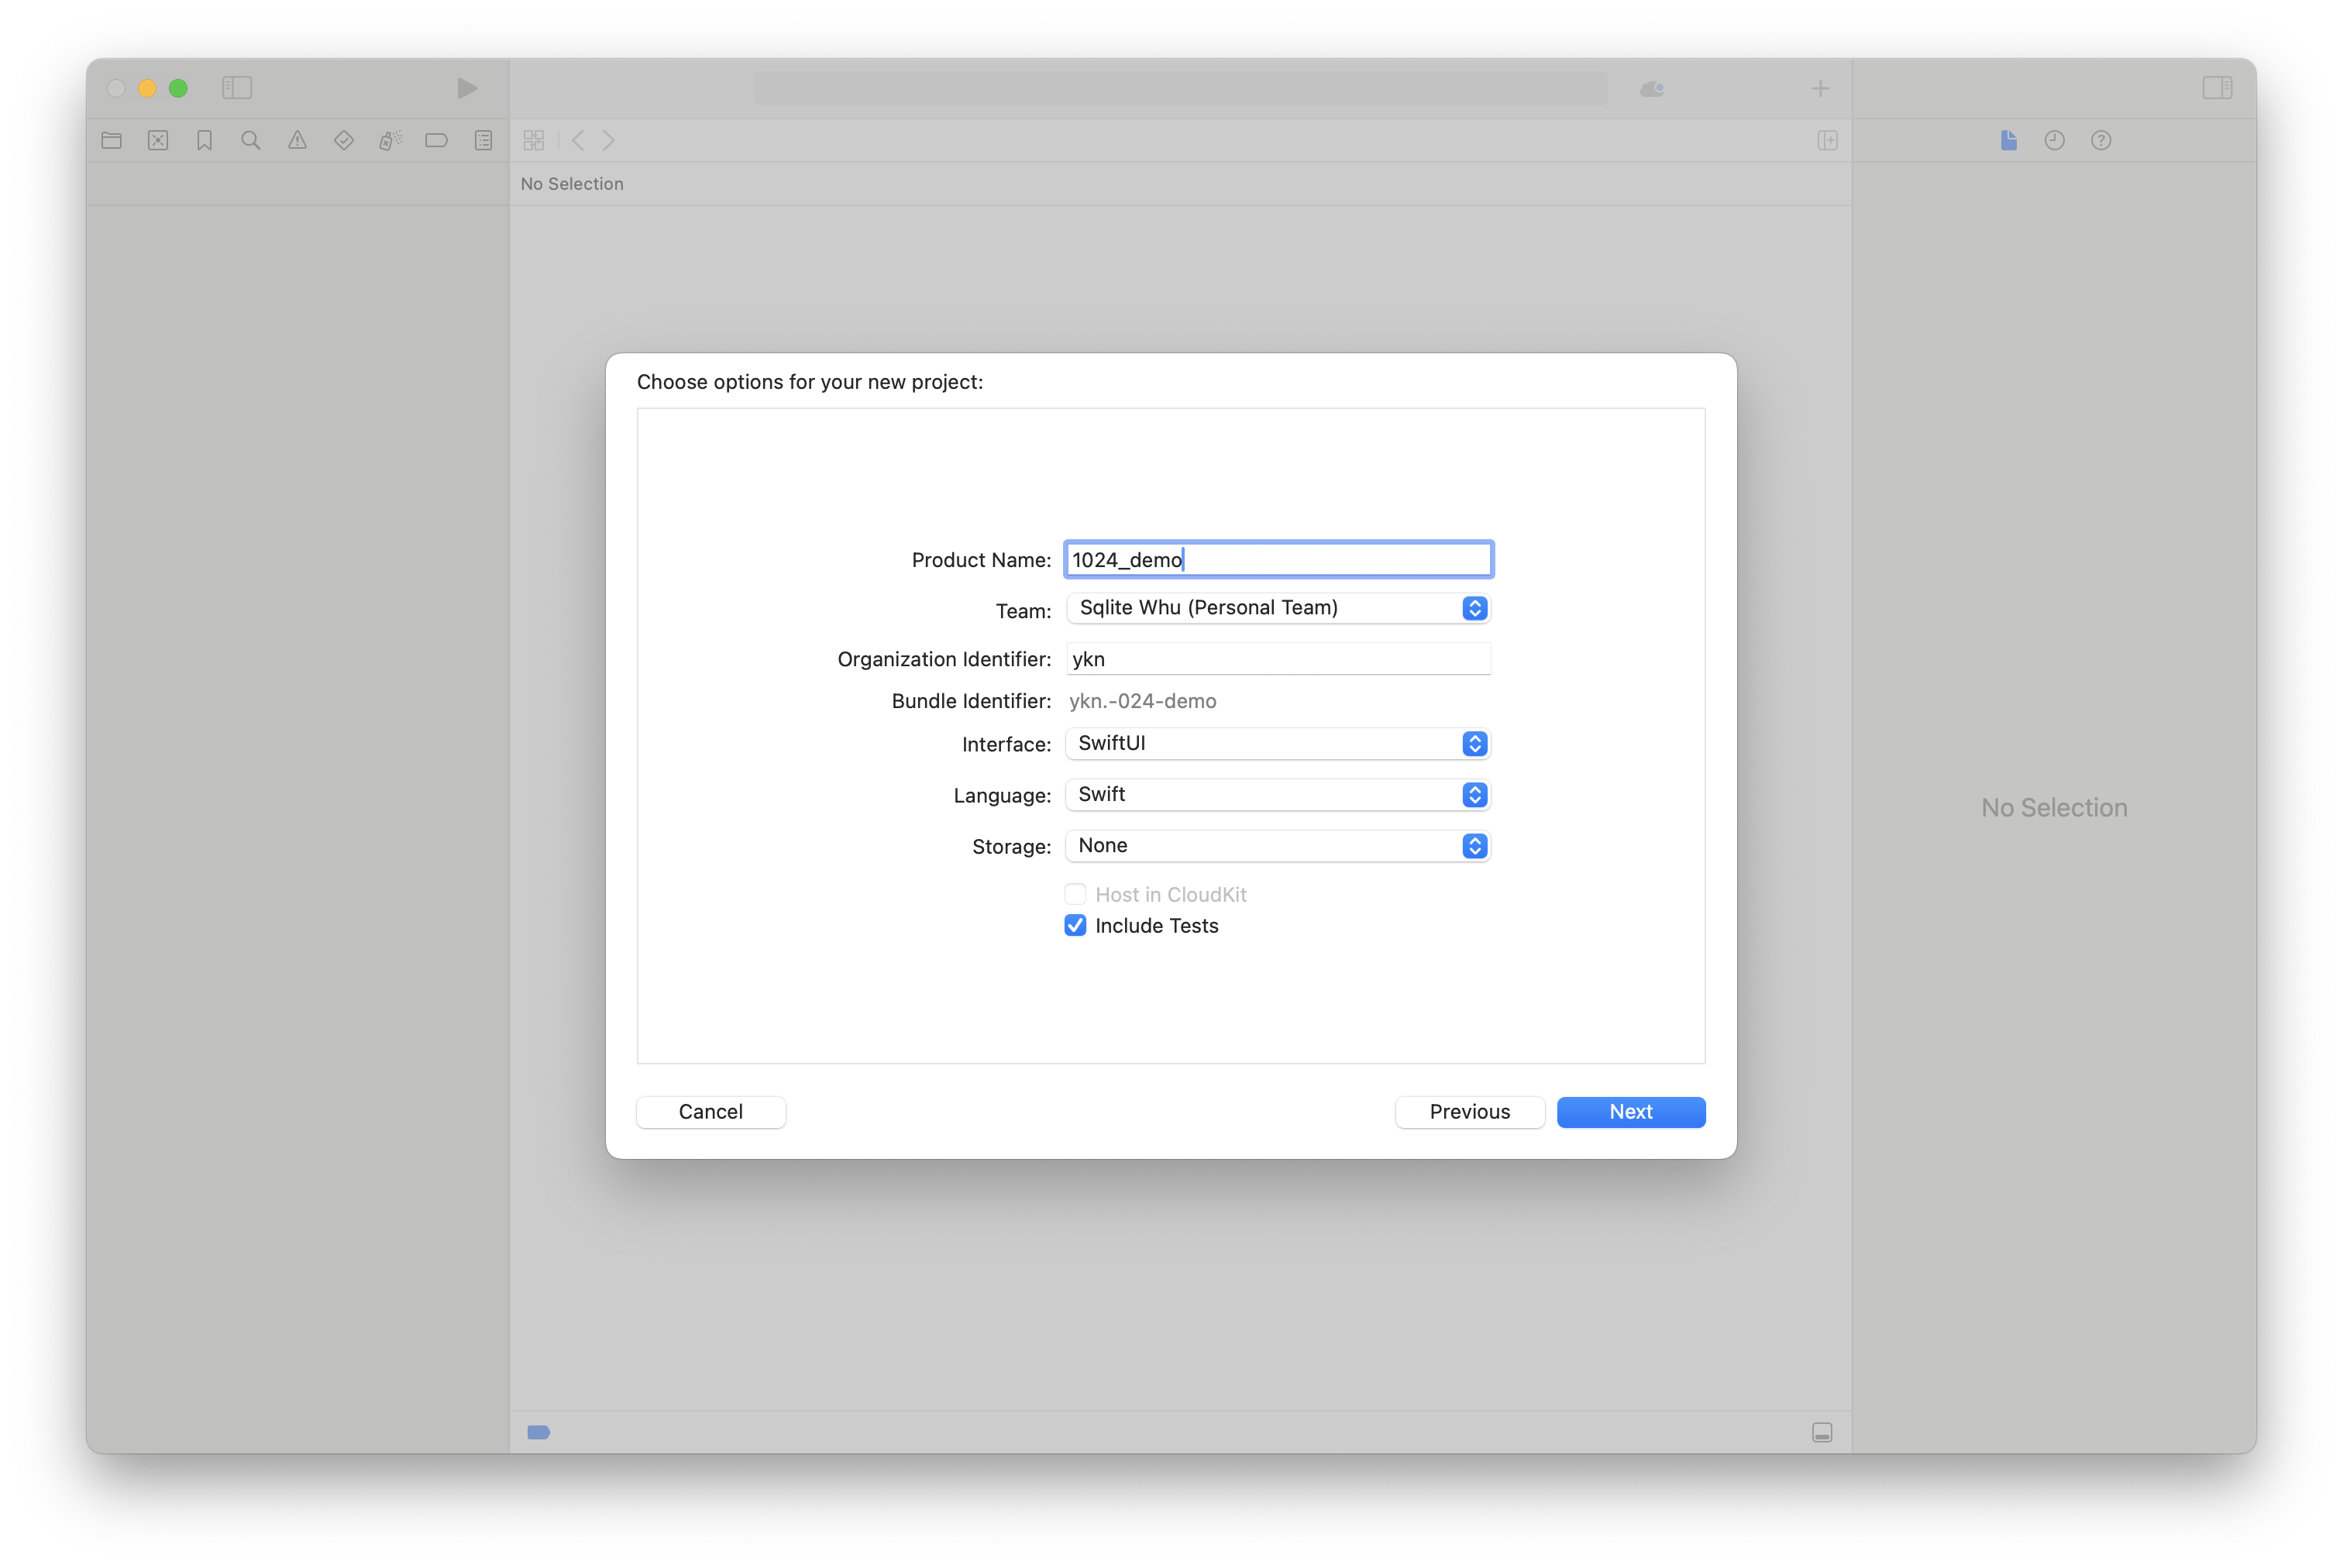 No Selection
Choose options for your new project:
Product Name: 1024_demo
Team: Sqlite Whu (Personal Team)
Organization Identifier: ykn
Bundle Identifier: ykn.-024-demo
Interface: SwiftUI
Language: Swift
Storage: None
Host in CloudKit
Include Tests
No Selection
Cancel Previous Next